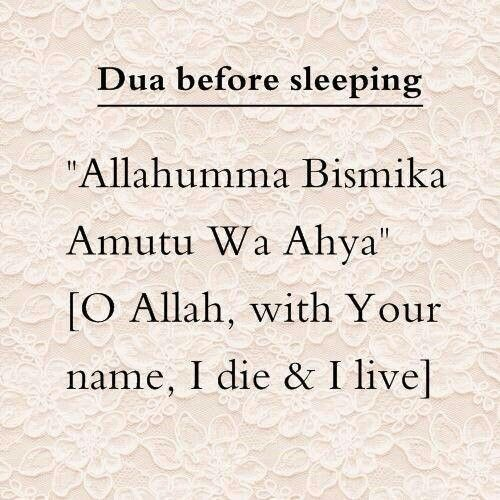 Dua before sleeping
"Allahumma Bismika
Amutu Wa Ahya"
[O Allah, with Your
name, I die & I live]